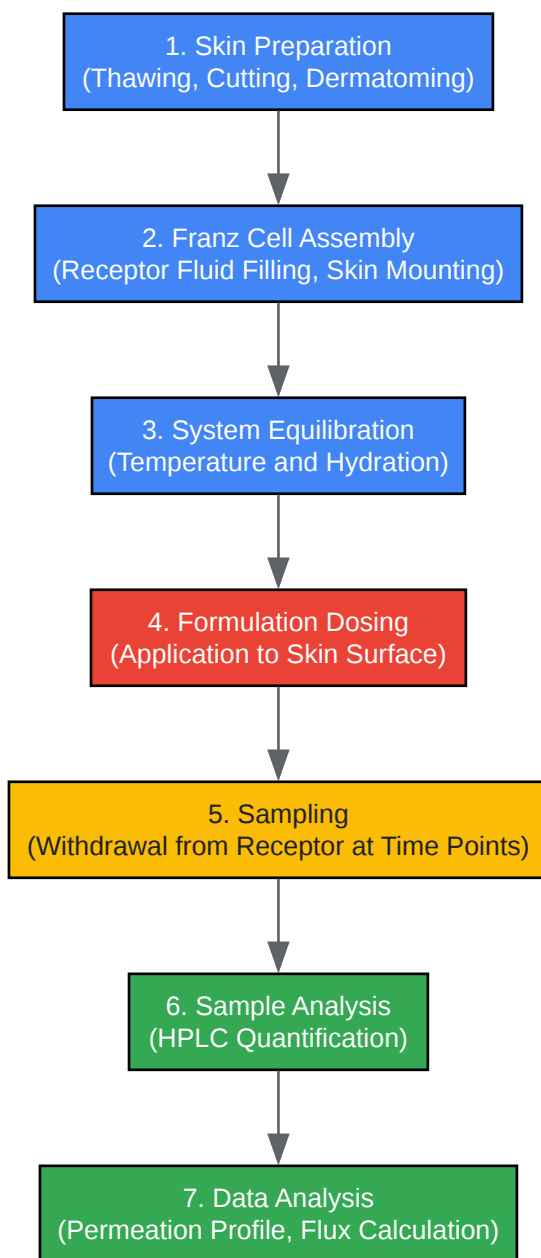 1. Skin Preparation
(Thawing, Cutting, Dermatoming)
2. Franz Cell Assembly
(Receptor Fluid Filling, Skin Mounting)
3. System Equilibration
(Temperature and Hydration)
4. Formulation Dosing
(Application to Skin Surface)
5. Sampling
(Withdrawal from Receptor at Time Points)
6. Sample Analysis
(HPLC Quantification)
7. Data Analysis
(Permeation Profile, Flux Calculation)